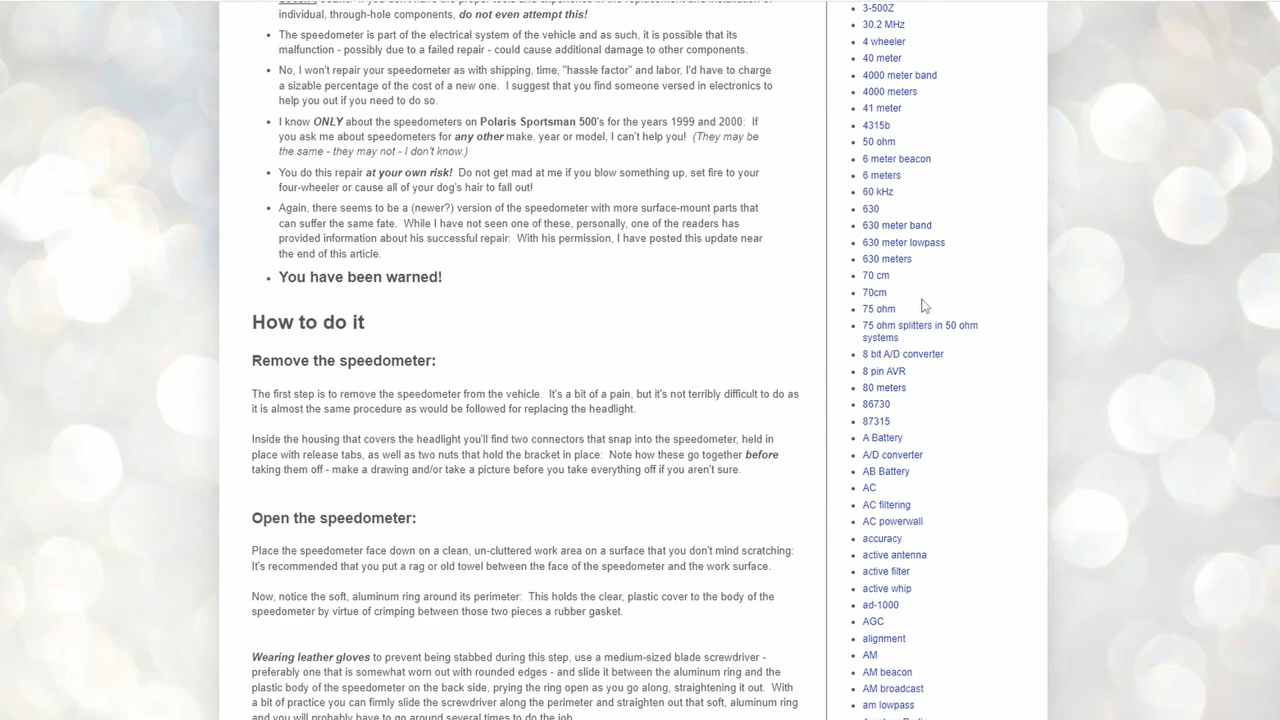 individual, through-hole components, do not even attempt this!
The speedometer is part of the electrical system of the vehicle and as such, it is possible that its
malfunction - possibly due to a failed repair - could cause additional damage to other components.
No, I won't repair your speedometer as with shipping, time, "hassle factor" and labor, I'd have to charge
a sizable percentage of the cost of a new one. I suggest that you find someone versed in electronics to
help you out if you need to do so.
I know ONLY about the speedometers on Polaris Sportsman 500's for the years 1999 and 2000: If
you ask me about speedometers for any other make, year or model, I can't help you! (They may be
the same - they may not - I don't know.)
You do this repair at your own risk! Do not get mad at me if you blow something up, set fire to your
four-wheeler or cause all of your dog's hair to fall out!
Again, there seems to be a (newer?) version of the speedometer with more surface-mount parts that
can suffer the same fate. While I have not seen one of these, personally, one of the readers has
provided information about his successful repair: With his permission, I have posted this update near
the end of this article.
You have been warned!
How to do it
Remove the speedometer:
The first step is to remove the speedometer from the vehicle. It's a bit of a pain, but it's not terribly difficult to do as
it is almost the same procedure as would be followed for replacing the headlight.
Inside the housing that covers the headlight you'll find two connectors that snap into the speedometer, held in
place with release tabs, as well as two nuts that hold the bracket in place: Note how these go together before
taking them off - make a drawing and/or take a picture before you take everything off if you aren't sure.
Open the speedometer:
Place the speedometer face down on a clean, un-cluttered work area on a surface that you don't mind scratching:
It's recommended that you put a rag or old towel between the face of the speedometer and the work surface.
Now, notice the soft, aluminum ring around its perimeter: This holds the clear, plastic cover to the body of the
speedometer by virtue of crimping between those two pieces a rubber gasket.
Wearing leather gloves to prevent being stabbed during this step, use a medium-sized blade screwdriver -
preferably one that is somewhat worn out with rounded edges - and slide it between the aluminum ring and the
plastic body of the speedometer on the back side, prying the ring open as you go along, straightening it out. With
a bit of practice you can firmly slide the screwdriver along the perimeter and straighten out that soft, aluminum ring
and you will probably have to go around several times to do the job.
3-500Z
30.2 MHz
4 wheeler
40 meter
4000 meter band
4000 meters
41 meter
4315b
50 ohm
6 meter beacon
6 meters
60 kHz
630
630 meter band
630 meter lowpass
630 meters
70 cm
70cm
75 ohm
75 ohm splitters in 50 ohm
systems
8 bit A/D converter
8 pin AVR
80 meters
86730
87315
A Battery
A/D converter
AB Battery
AC
AC filtering
AC powerwall
accuracy
active antenna
active filter
active whip
ad-1000
AGC
alignment
AM
AM beacon
AM broadcast
am lowpass